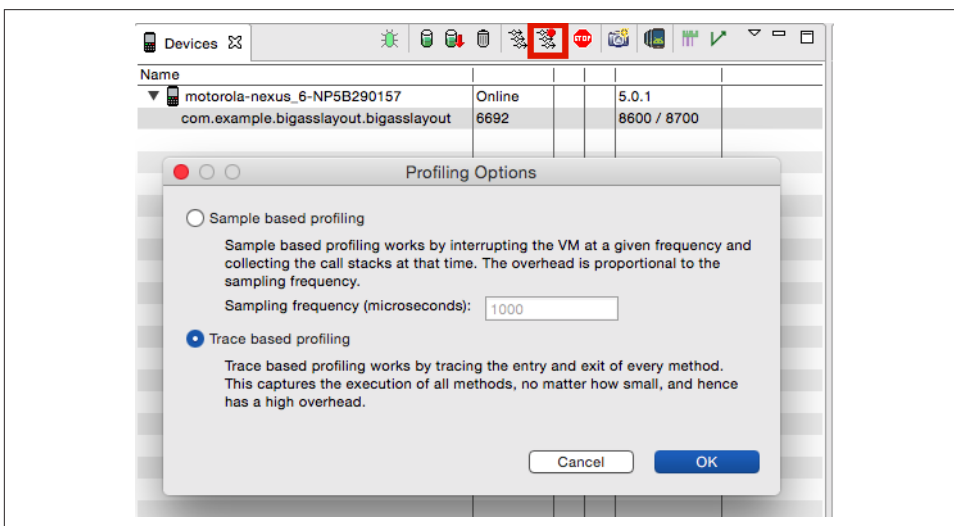 Devices
STOP
Name
motorola-nexus_6-NP5B290157 Online 5.0.1
com.example.bigasslayout.bigasslayout 6692 8600 / 8700
Profiling Options
Sample based profiling
Sample based profiling works by interrupting the VM at a given frequency and
collecting the call stacks at that time. The overhead is proportional to the
sampling frequency.
Sampling frequency (microseconds): 1000
Trace based profiling
Trace based profiling works by tracing the entry and exit of every method.
This captures the execution of all methods, no matter how small, and hence
has a high overhead.
Cancel OK